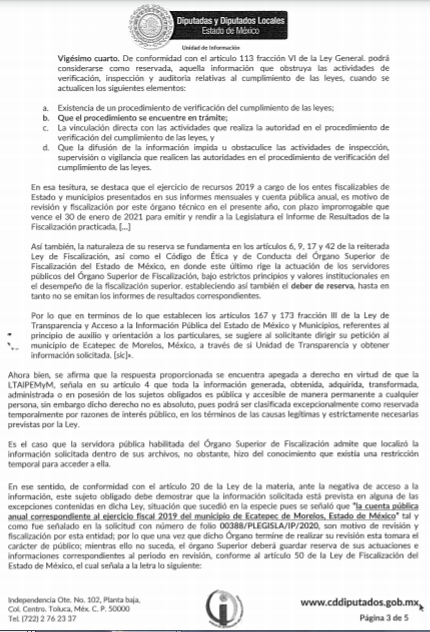 Diputadas y Diputados Locales
Estado de México
Unidad de Información
Vigésimo cuarto. De conformidad con el artículo 113 fracción VI de la Ley General, podrá
considerarse como reservada, aquella información que obstruya las actividades de
verificación, inspección y auditoría relativas al cumplimiento de las leyes, cuando se
actualicen los siguientes elementos:
a. Existencia de un procedimiento de verificación del cumplimiento de las leyes;
b. Que el procedimiento se encuentre en trámite;
c. La vinculación directa con las actividades que realiza la autoridad en el procedimiento de
verificación del cumplimiento de las leyes, y
d. Que la difusión de la información impida u obstaculice las actividades de inspección,
supervisión o vigilancia que realicen las autoridades en el procedimiento de verificación del
cumplimiento de las leyes.
En esa tesitura, se destaca que el ejercicio de recursos 2019 a cargo de los entes fiscalizables de
Estado y municipios presentados en sus informes mensuales y cuenta pública anual, es motivo de
revisión y fiscalización por este órgano técnico en el presente año, con plazo improrrogable que
vence el 30 de enero de 2021 para emitir y rendir a la Legislatura el Informe de Resultados de la
Fiscalización practicada, [...]
Así también, la naturaleza de su reserva se fundamenta en los artículos 6, 9, 17 y 42 de la reiterada
Ley de Fiscalización, así como el Código de Ética y de Conducta del Órgano Superior de
Fiscalización del Estado de México, en donde este último rige la actuación de los servidores
públicos del Órgano Superior de Fiscalización, bajo estrictos principios y valores institucionales en
el desempeño de la fiscalización superior, estableciendo así también el deber de reserva, hasta en
tanto no se emitan los informes de resultados correspondientes.
Por lo que en terminos de lo que establecen los artículos 167 y 173 fracción III de la Ley de
Transparencia y Acceso a la Información Pública del Estado de México y Municipios, referentes al
principio de auxilio y orientación a los particulares, se sugiere al solicitante dirigir su petición al
municipio de Ecatepec de Morelos, México, a través de si Unidad de Transparencia y obtener
información solicitada. [sic]».
Ahora bien, se afirma que la respuesta proporcionada se encuentra apegada a derecho en virtud de que la
LTAIPEMyM, señala en su artículo 4 que toda la información generada, obtenida, adquirida, transformada,
administrada o en posesión de los sujetos obligados es pública y accesible de manera permanente a cualquier
persona, sin embargo dicho derecho no es absoluto, pues podrá ser clasificada excepcionalmente como reservada
temporalmente por razones de interés público, en los términos de las causas legítimas y estrictamente necesarias
previstas por la Ley.
Es el caso que la servidora pública habilitada del Órgano Superior de Fiscalización admite que localizó la
información solicitada dentro de sus archivos, no obstante, hizo del conocimiento que existía una restricción
temporal para acceder a ella.
En ese sentido, de conformidad con el artículo 20 de la Ley de la materia, ante la negativa de acceso a la
información, este sujeto obligado debe demostrar que la información solicitada está prevista en alguna de las
excepciones contenidas en dicha Ley, situación que sucedió en la especie pues se señaló que "la cuenta pública
anual correspondiente al ejercicio fiscal 2019 del municipio de Ecatepec de Morelos, Estado de México" tal y
como fue señalado en la solicitud con número de folio 00388/PLEGISLA/IP/2020, son motivo de revisión y
fiscalización por esta entidad; por lo que una vez que dicho Órgano termine de realizar su revisión esta tomara el
carácter de público; mientras ello no suceda, el órgano Superior deberá guardar reserva de sus actuaciones e
informaciones correspondientes al período en revisión, conforme al artículo 50 de la Ley de Fiscalización del
Estado de México, el cual señala a la letra lo siguiente:
Independencia Ote. No. 102, Planta baja,
Col. Centro. Toluca, Méx. C. P. 50000
Tel. (722) 2 76 23 37
www.cddiputados.gob.mx
Página 3 de 5